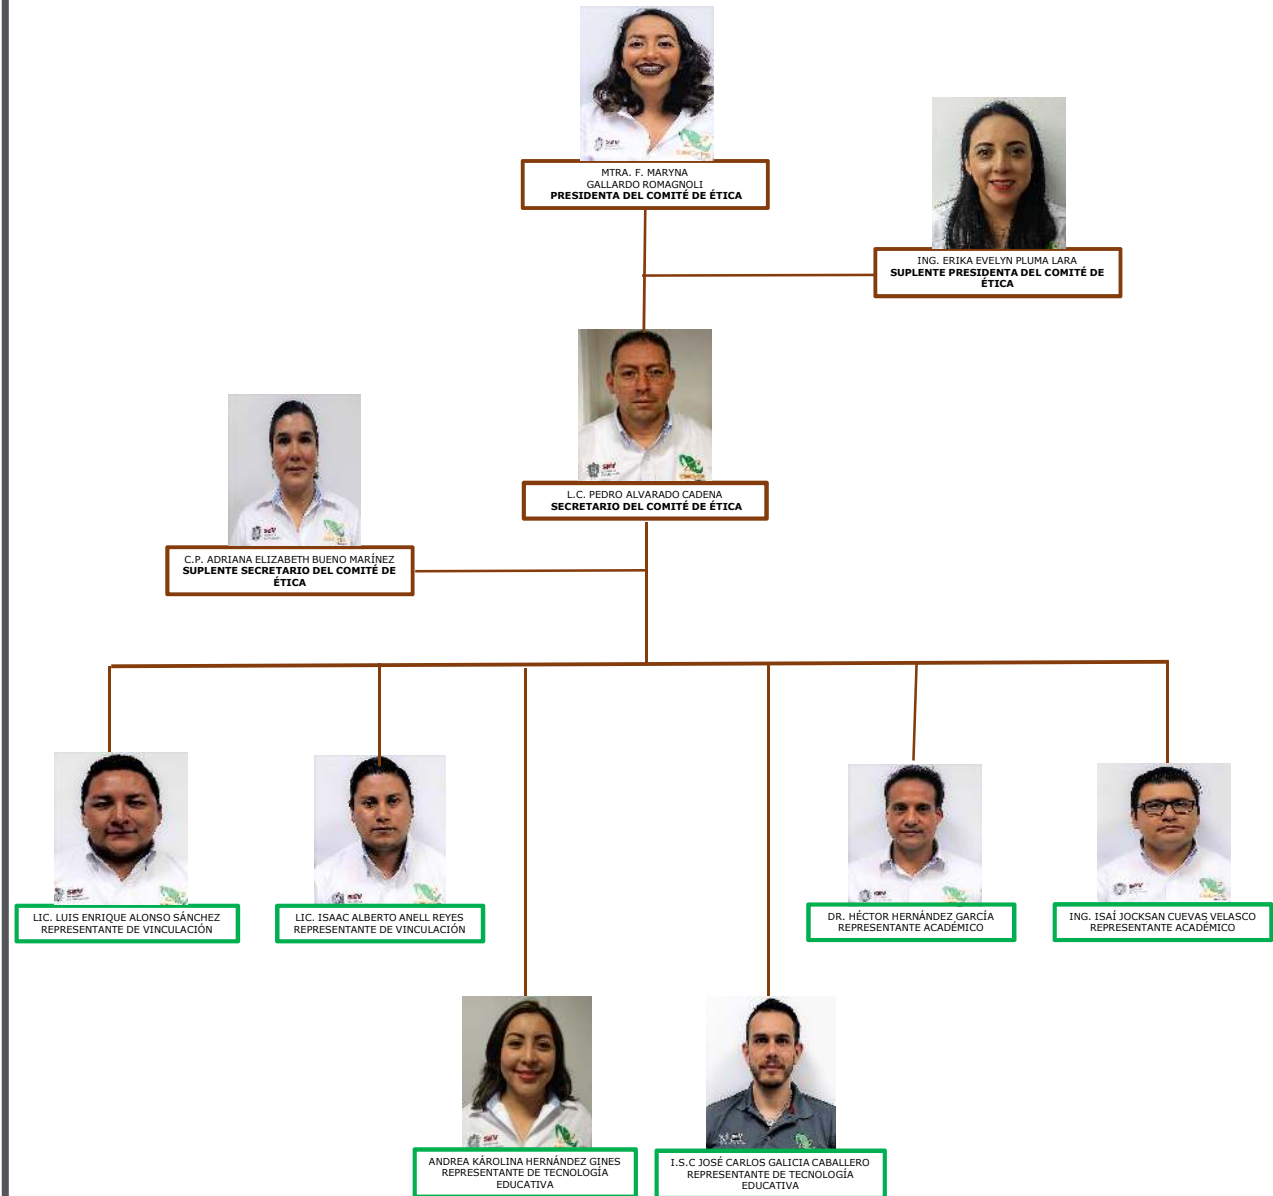 MTRA. F. MARYNA
GALLARDO ROMAGNOLI
PRESIDENTA DEL COMITÉ DE ÉTICA
ING. ERIKA EVELYN PLUMA LARA
SUPLENTE PRESIDENTA DEL COMITÉ DE
ÉTICA
L.C. PEDRO ALVARADO CADENA
SECRETARIO DEL COMITÉ DE ÉTICA
C.P. ADRIANA ELIZABETH BUENO MARÍNEZ
SUPLENTE SECRETARIO DEL COMITÉ DE
ÉTICA
LIC. LUIS ENRIQUE ALONSO SÁNCHEZ
REPRESENTANTE DE VINCULACIÓN
LIC. ISAAC ALBERTO ANELL REYES
REPRESENTANTE DE VINCULACIÓN
DR. HÉCTOR HERNÁNDEZ GARCÍA
REPRESENTANTE ACADÉMICO
ING. ISAÍ JOCKSAN CUEVAS VELASCO
REPRESENTANTE ACADÉMICO
ANDREA KÁROLINA HERNÁNDEZ GINES
REPRESENTANTE DE TECNOLOGÍA
EDUCATIVA
I.S.C JOSÉ CARLOS GALICIA CABALLERO
REPRESENTANTE DE TECNOLOGÍA
EDUCATIVA